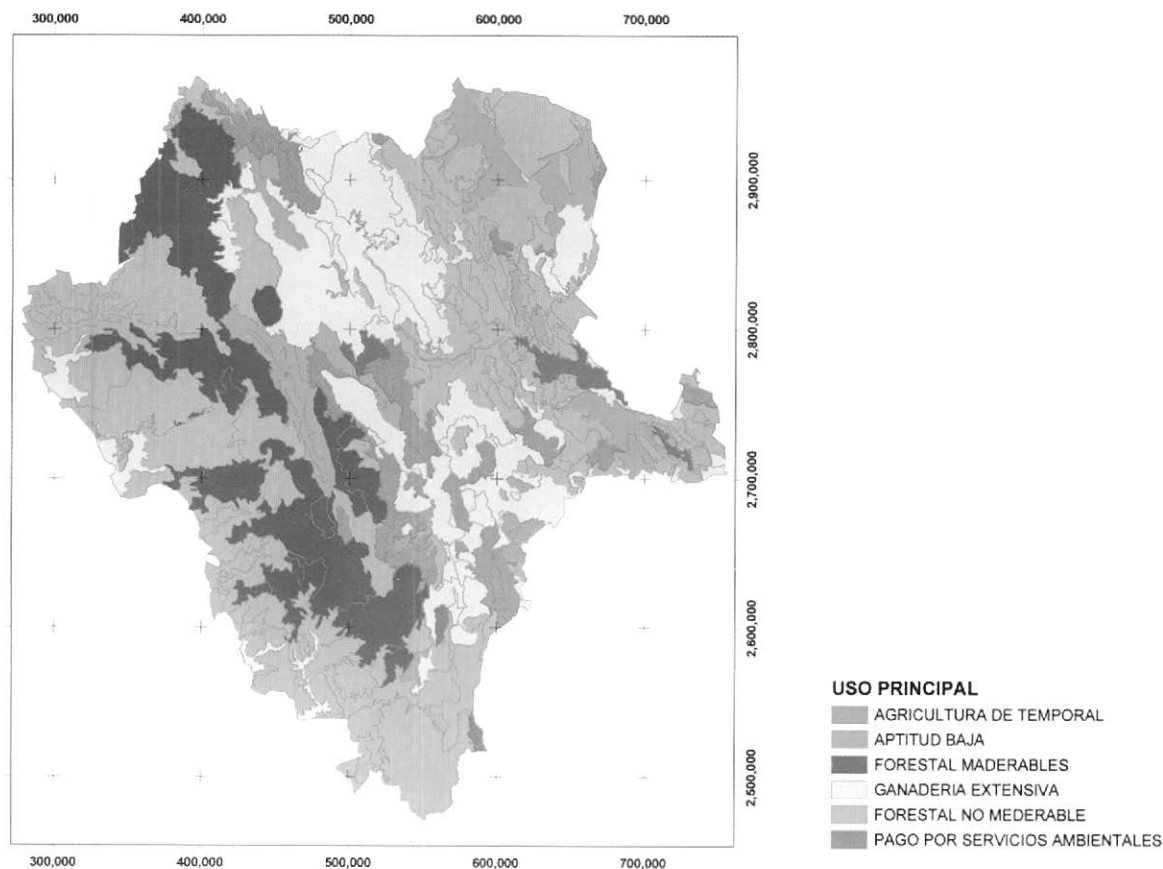 300,000 400,000 500,000 600,000 700,000
2,900,000
2,800,000
2,700,000
2,600,000
2,500,000
300,000 400,000 500,000 600,000 700,000
USO PRINCIPAL
AGRICULTURA DE TEMPORAL
APTITUD BAJA
FORESTAL MADERABLES
GANADERIA EXTENSIVA
FORESTAL NO MEDERABLE
PAGO POR SERVICIOS AMBIENTALES